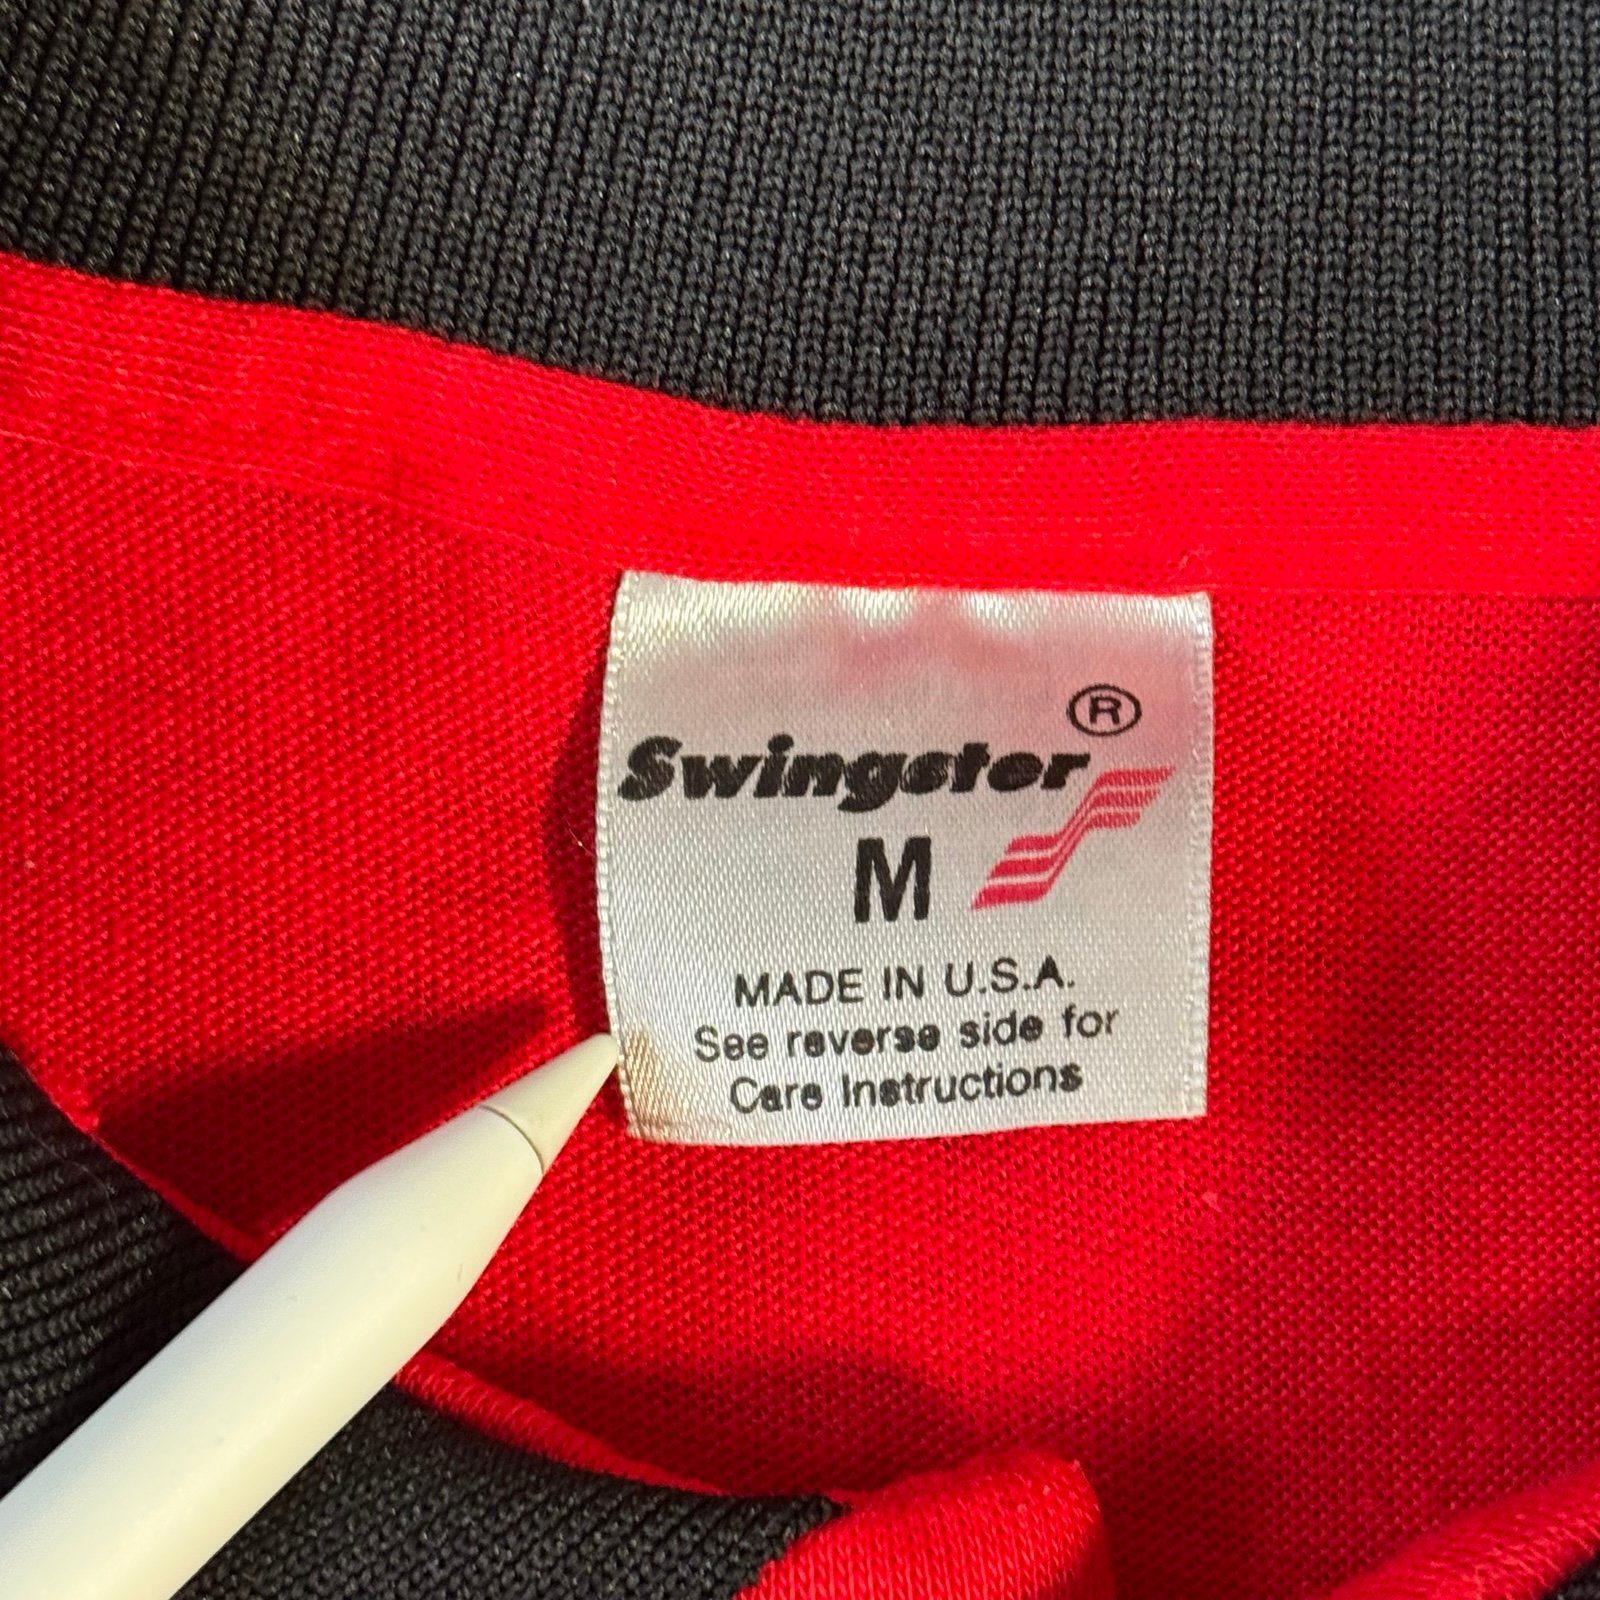 Swingster®
M
MADE IN U.S.A.
See reverse side for
Care Instructions